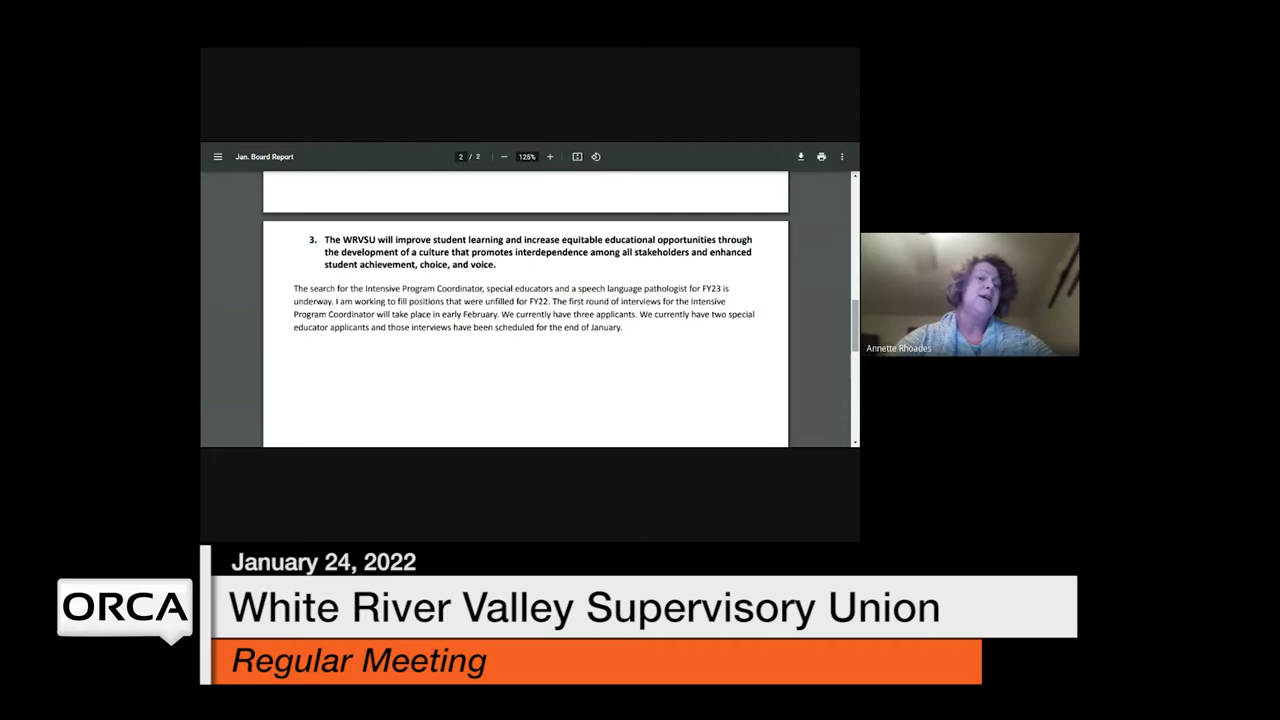 Jan. Board Report
2 / 2
125%
3. The WRVSU will improve student learning and increase equitable educational opportunities through
the development of a culture that promotes interdependence among all stakeholders and enhanced
student achievement, choice, and voice.
The search for the Intensive Program Coordinator, special educators and a speech language pathologist for FY23 is
underway. I am working to fill positions that were unfilled for FY22. The first round of interviews for the Intensive
Program Coordinator will take place in early February. We currently have three applicants. We currently have two special
educator applicants and those interviews have been scheduled for the end of January.
Annette Rhoades
January 24, 2022
White River Valley Supervisory Union
ORCA
Regular Meeting